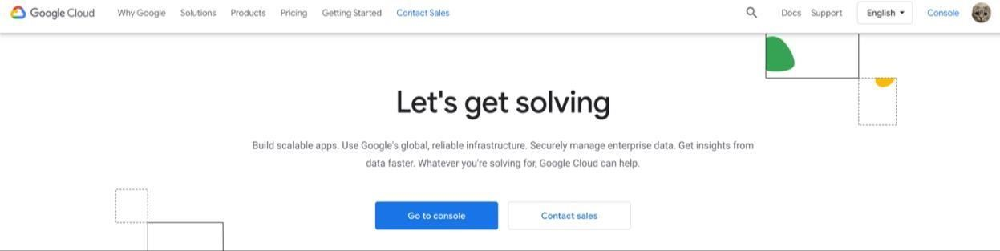 Google Cloud Why Google Solutions Products Pricing Getting Started Contact Sales Docs Support English Console
Let's get solving
Build scalable apps. Use Google's global, reliable infrastructure. Securely manage enterprise data. Get insights from
data faster. Whatever you're solving for, Google Cloud can help.
Go to console Contact sales